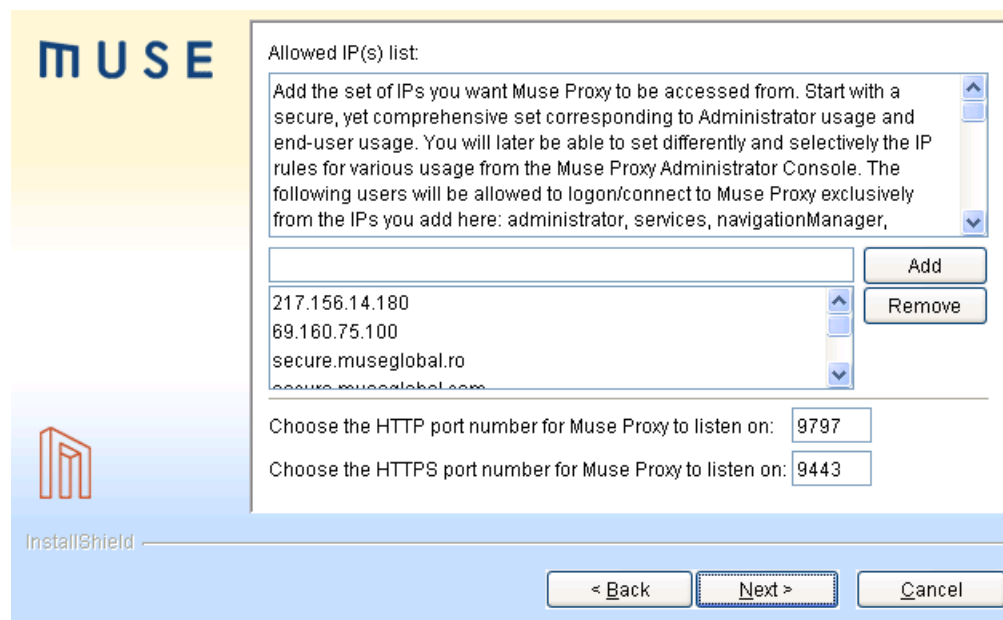 MUSE
Allowed IP(s) list:
Add the set of IPs you want Muse Proxy to be accessed from. Start with a
secure, yet comprehensive set corresponding to Administrator usage and
end-user usage. You will later be able to set differently and selectively the IP
rules for various usage from the Muse Proxy Administrator Console. The
following users will be allowed to logon/connect to Muse Proxy exclusively
from the IPs you add here: administrator, services, navigationManager,
Add
217.156.14.180
Remove
69.160.75.100
secure.museglobal.ro
secure.museglobal.com
Choose the HTTP port number for Muse Proxy to listen on: 9797
Choose the HTTPS port number for Muse Proxy to listen on: 9443
InstallShield
< Back
Next >
Cancel